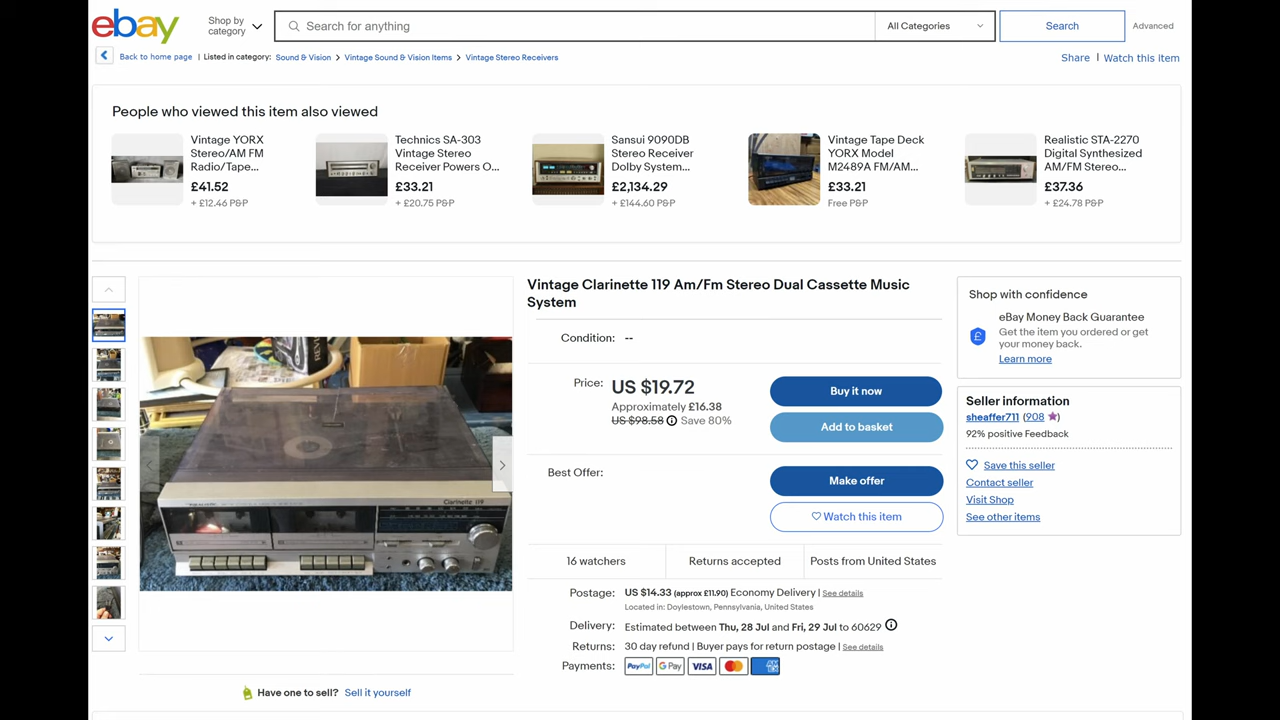 ebay
Shop by
category
Search for anything
All Categories
Search
Advanced
Back to home page | Listed in category: Sound & Vision > Vintage Sound & Vision Items > Vintage Stereo Receivers
Share | Watch this item
People who viewed this item also viewed
Vintage YORX
Stereo/AM FM
Radio/Tape...
£41.52
+ £12.46 P&P
Technics SA-303
Vintage Stereo
Receiver Powers O...
£33.21
+ £20.75 P&P
Sansui 9090DB
Stereo Receiver
Dolby System...
£2,134.29
+ £144.60 P&P
Vintage Tape Deck
YORX Model
M2489A FM/AM...
£33.21
Free P&P
Realistic STA-2270
Digital Synthesized
AM/FM Stereo...
£37.36
+ £24.78 P&P
Clarinette 119
Have one to sell? Sell it yourself
Vintage Clarinette 119 Am/Fm Stereo Dual Cassette Music
System
Condition: --
Price: US $19.72
Approximately £16.38
US $98.58 Save 80%
Buy it now
Add to basket
Best Offer:
Make offer
Watch this item
16 watchers
Returns accepted
Posts from United States
Postage: US $14.33 (approx £11.90) Economy Delivery | See details
Located in: Doylestown, Pennsylvania, United States
Delivery: Estimated between Thu, 28 Jul and Fri, 29 Jul to 60629
Returns: 30 day refund | Buyer pays for return postage | See details
Payments: PayPal G Pay VISA
Shop with confidence
eBay Money Back Guarantee
Get the item you ordered or get
your money back.
Learn more
Seller information
sheaffer711 (908)
92% positive Feedback
Save this seller
Contact seller
Visit Shop
See other items